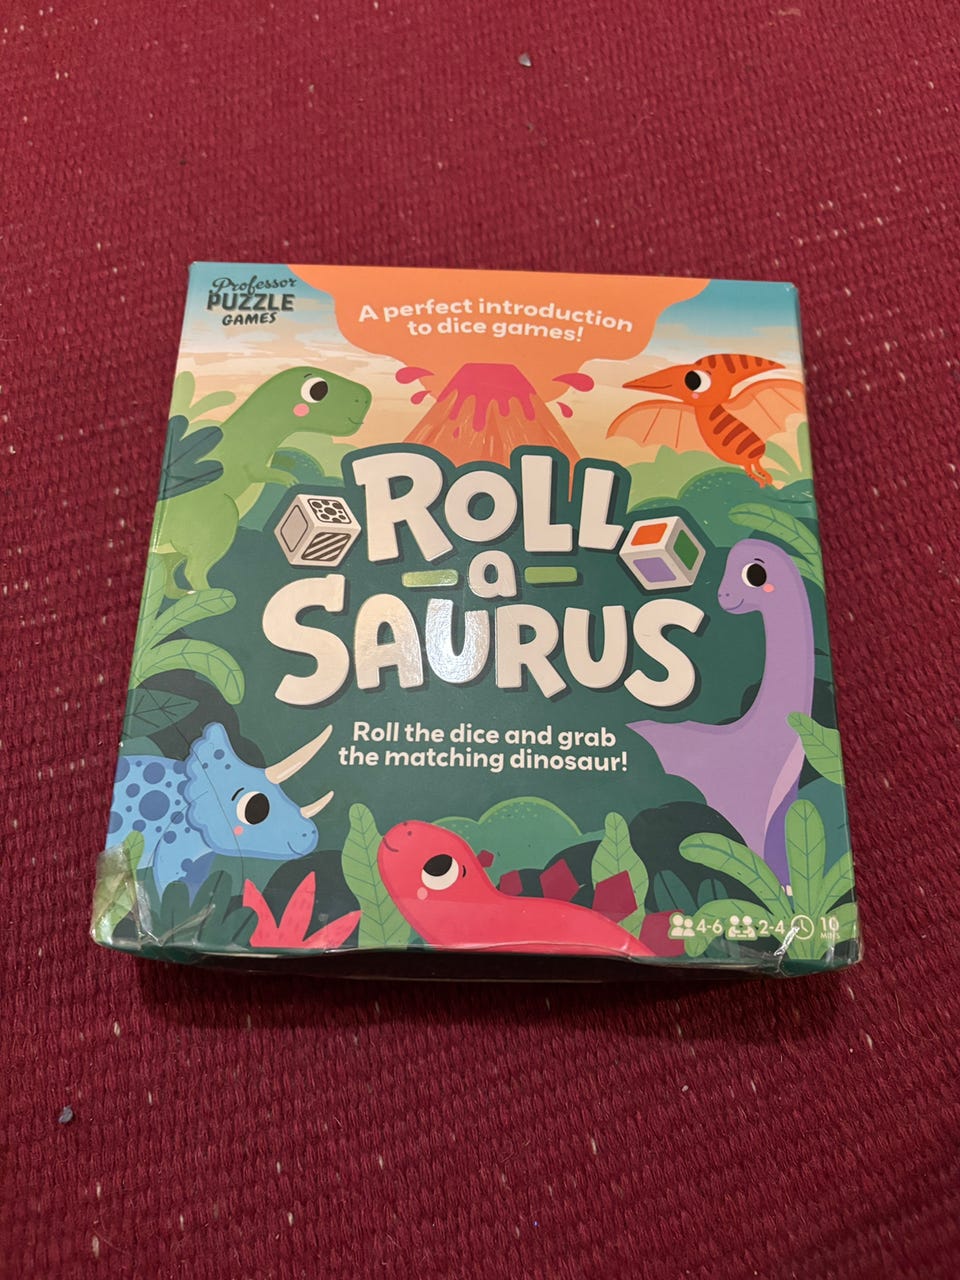 Professor
PUZZLE
GAMES
A perfect introduction
to dice games!
ROLL
a
SAURUS
Roll the dice and grab
the matching dinosaur!
4-6 2-4 10
MINS